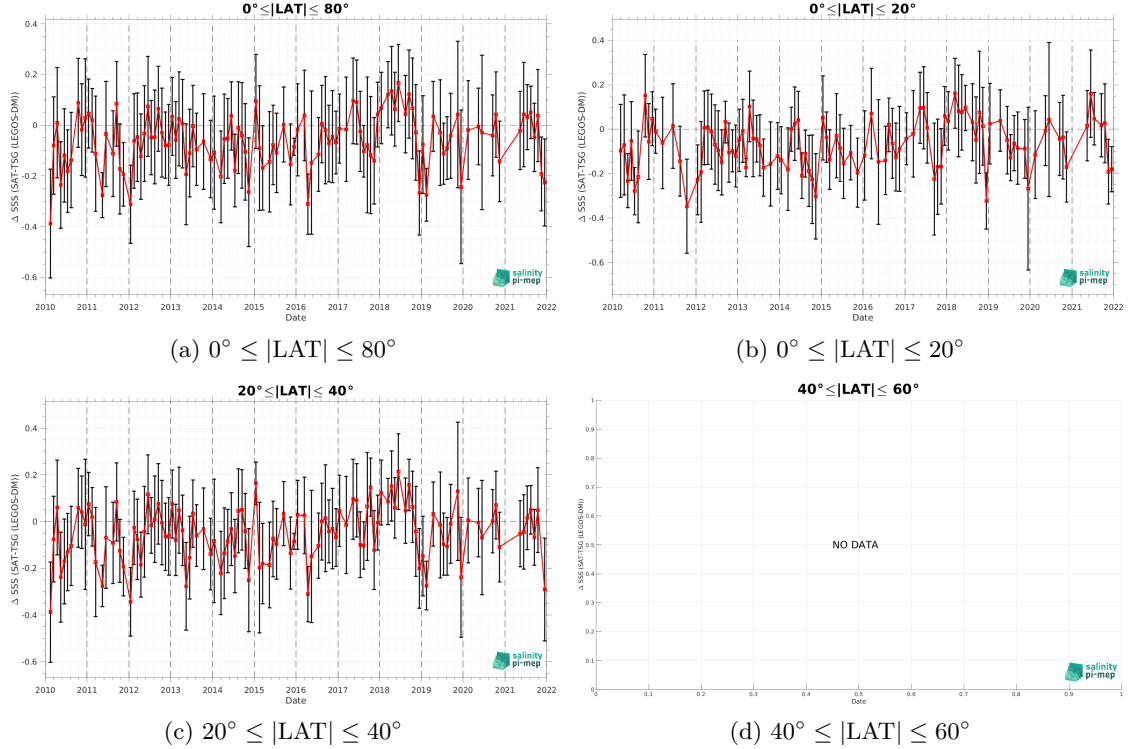 0°≤|LAT|≤ 80°
Δ SSS (SAT-TSG (LEGOS-DM))
0.4
0.2
0
-0.2
-0.4
-0.6
2010 2011 2012 2013 2014 2015 2016 2017 2018 2019 2020 2021 2022
Date
salinity
pi-mep
(a) 0° ≤ |LAT| ≤ 80°
0°≤|LAT|≤ 20°
Δ SSS (SAT-TSG (LEGOS-DM))
0.4
0.2
0
-0.2
-0.4
-0.6
2010 2011 2012 2013 2014 2015 2016 2017 2018 2019 2020 2021 2022
Date
salinity
pi-mep
(b) 0° ≤ |LAT| ≤ 20°
20°≤|LAT|≤ 40°
Δ SSS (SAT-TSG (LEGOS-DM))
0.4
0.2
0
-0.2
-0.4
-0.6
2010 2011 2012 2013 2014 2015 2016 2017 2018 2019 2020 2021 2022
Date
salinity
pi-mep
(c) 20° ≤ |LAT| ≤ 40°
40°≤|LAT|≤ 60°
Δ SSS (SAT-TSG (LEGOS-DM))
1
0.9
0.8
0.7
0.6
0.5
0.4
0.3
0.2
0.1
0
NO DATA
0 0.1 0.2 0.3 0.4 0.5 0.6 0.7 0.8 0.9 1
Date
salinity
pi-mep
(d) 40° ≤ |LAT| ≤ 60°